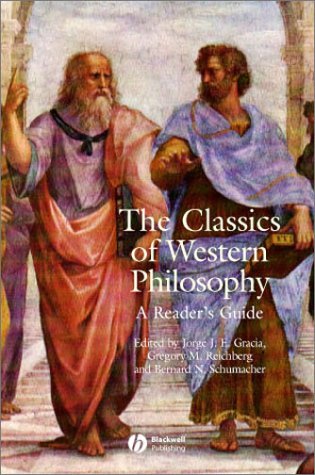 The Classics
of Western
Philosophy
A Reader's Guide
Edited by Jorge J. E. Gracia,
Gregory M. Reichberg
and Bernard N. Schumacher
Blackwell
Publishing